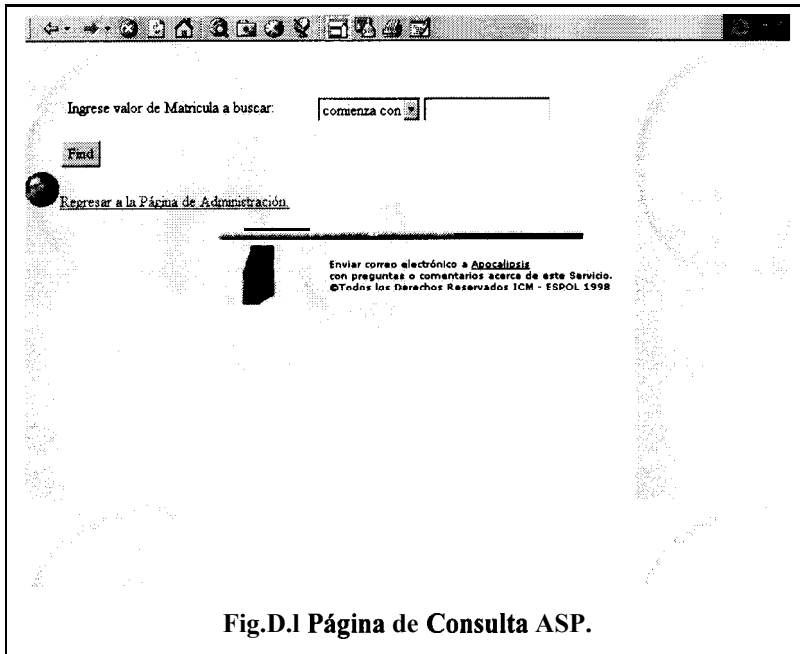 Ingrese valor de Matricula a buscar: comienza con
Find
Regresar a la Página de Administración.
Enviar correo electrónico a Apocalipsis
con preguntas o comentarios acerca de este Servicio.
©Todos los Derechos Reservados ICM - ESPOL 1998
Fig.D.l Página de Consulta ASP.